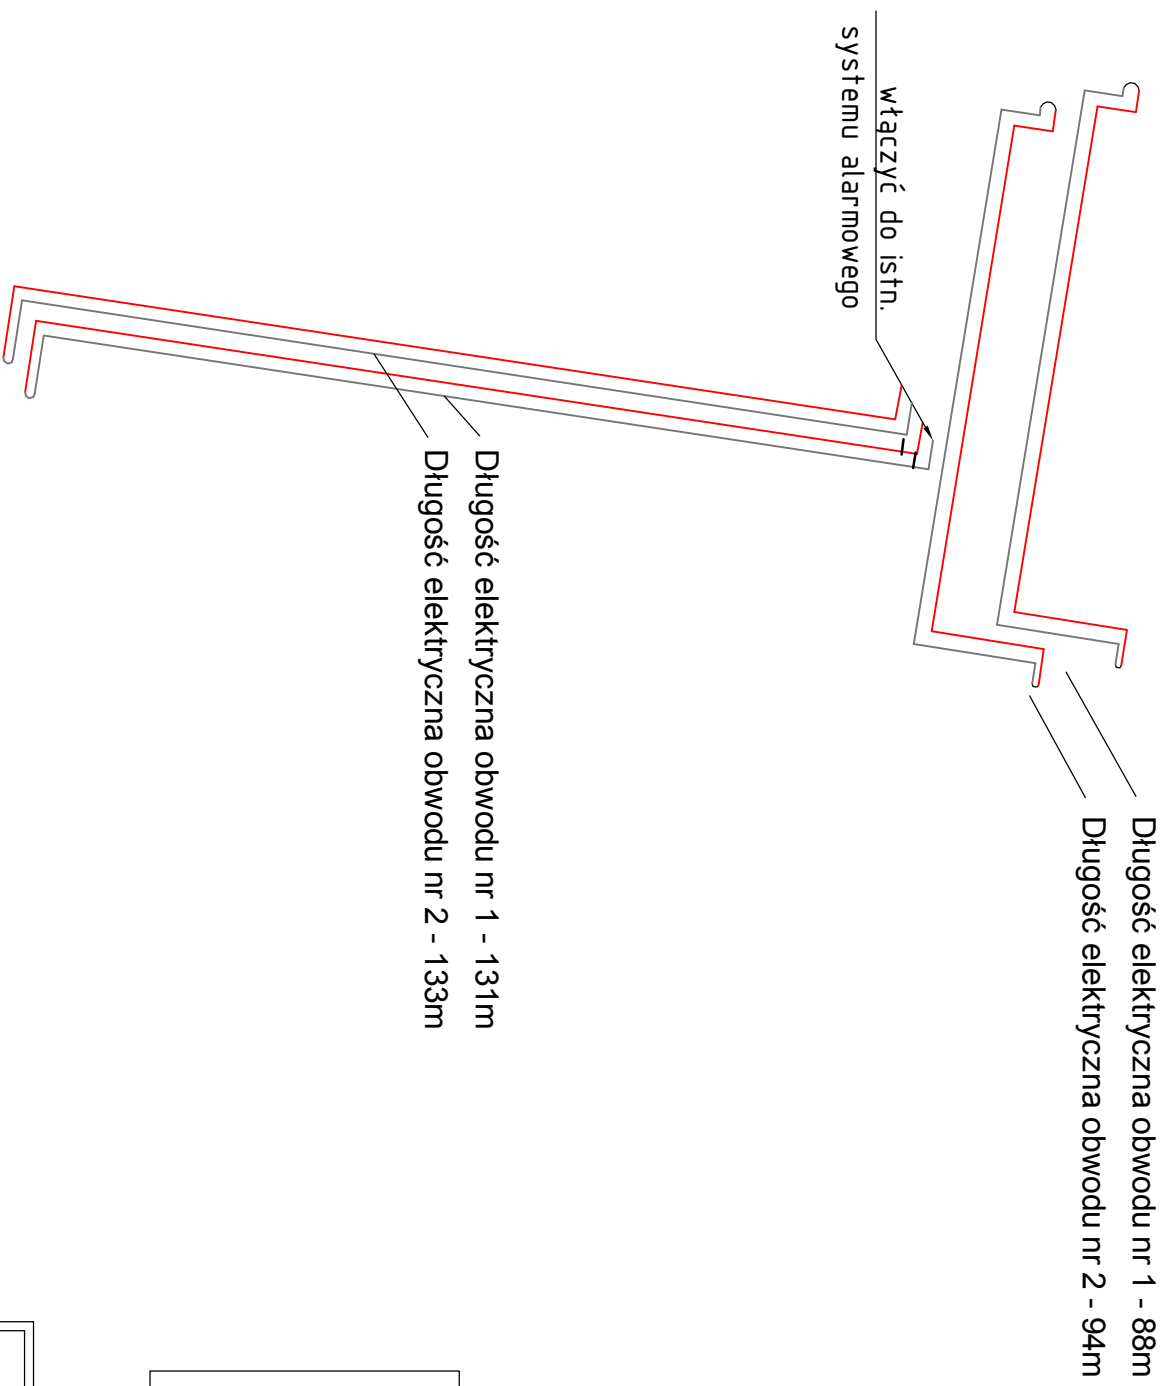 Długość elektryczna obwodu nr 1 - 88m
Długość elektryczna obwodu nr 2 - 94m
włączyć do istn.
systemu alarmowego
Długość elektryczna obwodu nr 1 - 131m
Długość elektryczna obwodu nr 2 - 133m